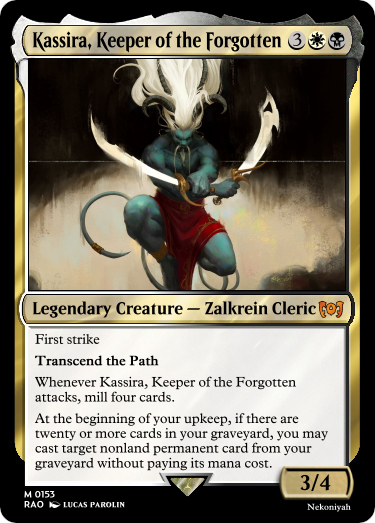 Kassira, Keeper of the Forgotten 3
Legendary Creature — Zalkrein Cleric
First strike
Transcend the Path
Whenever Kassira, Keeper of the Forgotten
attacks, mill four cards.
At the beginning of your upkeep, if there are
twenty or more cards in your graveyard, you may
cast target nonland permanent card from your
graveyard without paying its mana cost.
3/4
M 0153
RAO LUCAS PAROLIN
Nekoniyah